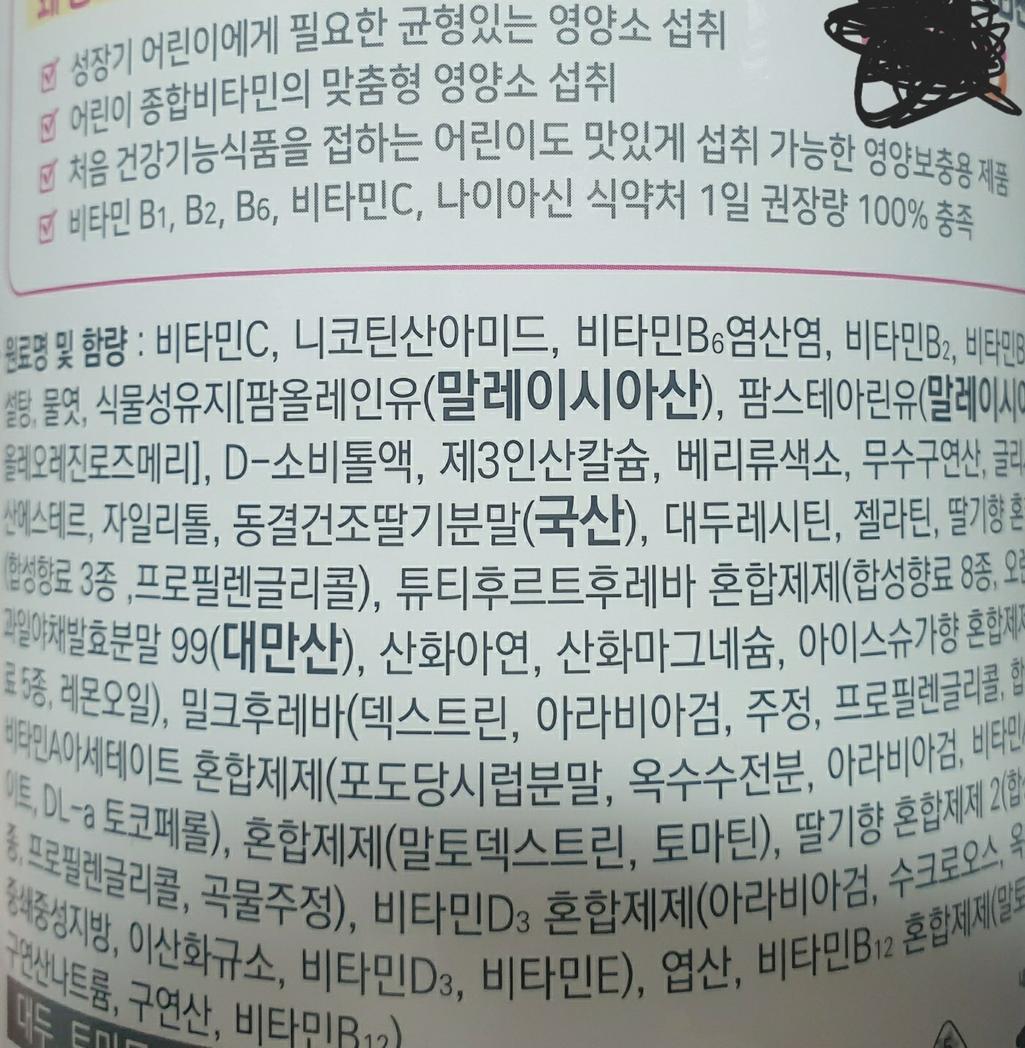 성장기 어린이에게 필요한 균형있는 영양소 섭취
어린이 종합비타민의 맞춤형 영양소 섭취
처음 건강기능식품을 접하는 어린이도 맛있게 섭취 가능한 영양보충용 제품
비타민 B1, B2, B6, 비타민C, 나이아신 식약처 1일 권장량 100% 충족
원료명 및 함량 : 비타민C, 니코틴산아미드, 비타민B6염산염, 비타민B2, 비타민B
설탕, 물엿, 식물성유지[팜올레인유(말레이시아산), 팜스테아린유(말레이시아
올레오레진로즈메리], D-소비톨액, 제3인산칼슘, 베리류색소, 무수구연산, 글리
산에스테르, 자일리톨, 동결건조딸기분말(국산), 대두레시틴, 젤라틴, 딸기향 혼
(합성향료 3종 ,프로필렌글리콜), 튜티후르트후레바 혼합제제(합성향료 8종, 오렌
과일야채발효분말 99(대만산), 산화아연, 산화마그네슘, 아이스슈가향 혼합제제
료 5종, 레몬오일), 밀크후레바(덱스트린, 아라비아검, 주정, 프로필렌글리콜, 합
비타민A아세테이트 혼합제제(포도당시럽분말, 옥수수전분, 아라비아검, 비타민A
이트, DL-a 토코페롤), 혼합제제(말토덱스트린, 토마틴), 딸기향 혼합제제 2(합
종, 프로필렌글리콜, 곡물주정), 비타민D3 혼합제제(아라비아검, 수크로오스, 옥
중쇄중성지방, 이산화규소, 비타민D3, 비타민E), 엽산, 비타민B12 혼합제제(말토
구연산나트륨, 구연산, 비타민B12)
대두